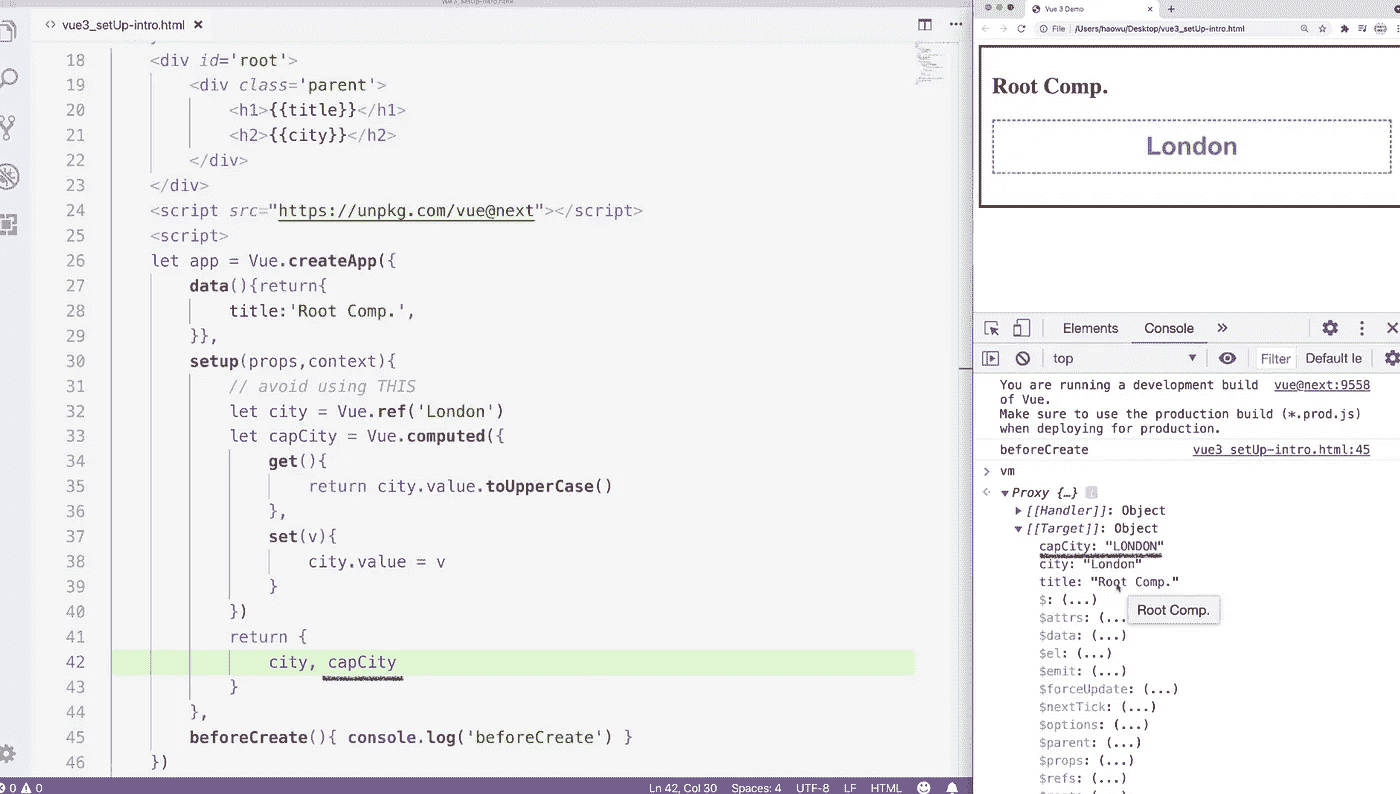 vue3_setUp-intro.html
18 <div id='root'>
19 <div class='parent'>
20 <h1>{{title}}</h1>
21 <h2>{{city}}</h2>
22 </div>
23 </div>
24 <script src="https://unpkg.com/vue@next"></script>
25 <script>
26 let app = Vue.createApp({
27 data(){return{
28 title:'Root Comp.',
29 }},
30 setup(props,context){
31 // avoid using THIS
32 let city = Vue.ref('London')
33 let capCity = Vue.computed({
34 get(){
35 return city.value.toUpperCase()
36 },
37 set(v){
38 city.value = v
39 }
40 })
41 return {
42 city, capCity
43 }
44 },
45 beforeCreate(){ console.log('beforeCreate') }
46 })
0 0 Ln 42, Col 30 Spaces: 4 UTF-8 LF HTML
Vue 3 Demo
File /Users/haowu/Desktop/vue3_setUp-intro.html
Root Comp.
London
Elements Console
top Filter Default le
You are running a development build vue@next:9558
of Vue.
Make sure to use the production build (*.prod.js)
when deploying for production.
beforeCreate vue3_setUp-intro.html:45
> vm
Proxy {…}
[[Handler]]: Object
[[Target]]: Object
capCity: "LONDON"
city: "London"
title: "Root Comp."
$: (...)
$attrs: (...
Root Comp.
$data: (...)
$el: (...)
$emit: (...)
$forceUpdate: (...)
$nextTick: (...)
$options: (...)
$parent: (...)
$props: (...)
$refs: (...)